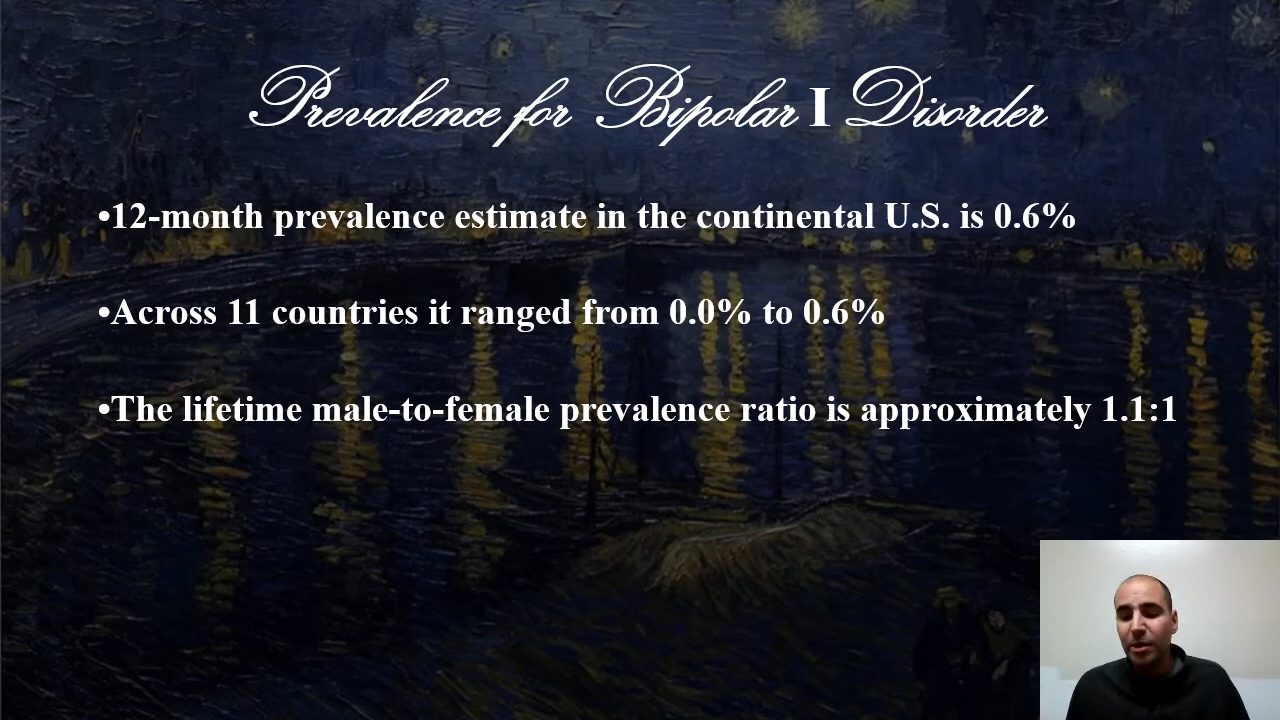 Prevalence for Bipolar I Disorder
•12-month prevalence estimate in the continental U.S. is 0.6%
•Across 11 countries it ranged from 0.0% to 0.6%
•The lifetime male-to-female prevalence ratio is approximately 1.1:1